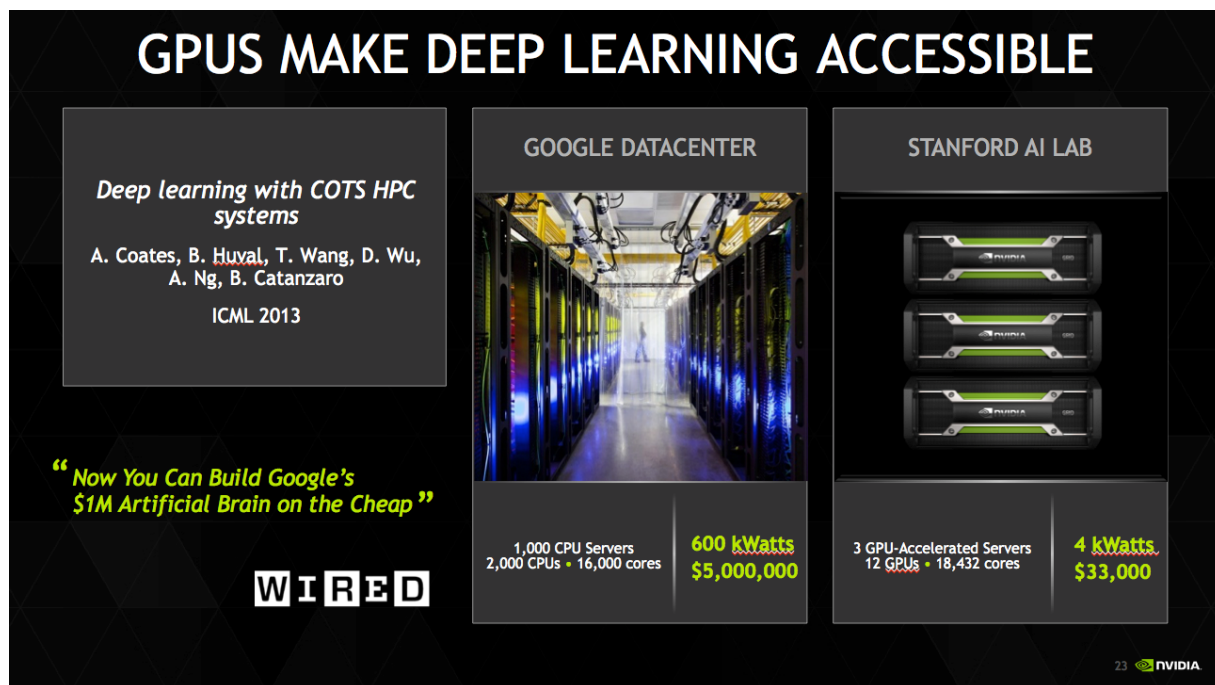 GPUS MAKE DEEP LEARNING ACCESSIBLE
Deep learning with COTS HPC
systems
A. Coates, B. Huval, T. Wang, D. Wu,
A. Ng, B. Catanzaro
ICML 2013
“Now You Can Build Google’s
$1M Artificial Brain on the Cheap”
WIRED
GOOGLE DATACENTER
1,000 CPU Servers
2,000 CPUs • 16,000 cores
600 kWatts
$5,000,000
STANFORD AI LAB
NVIDIA
NVIDIA
NVIDIA
3 GPU-Accelerated Servers
12 GPUs • 18,432 cores
4 kWatts
$33,000
23 NVIDIA